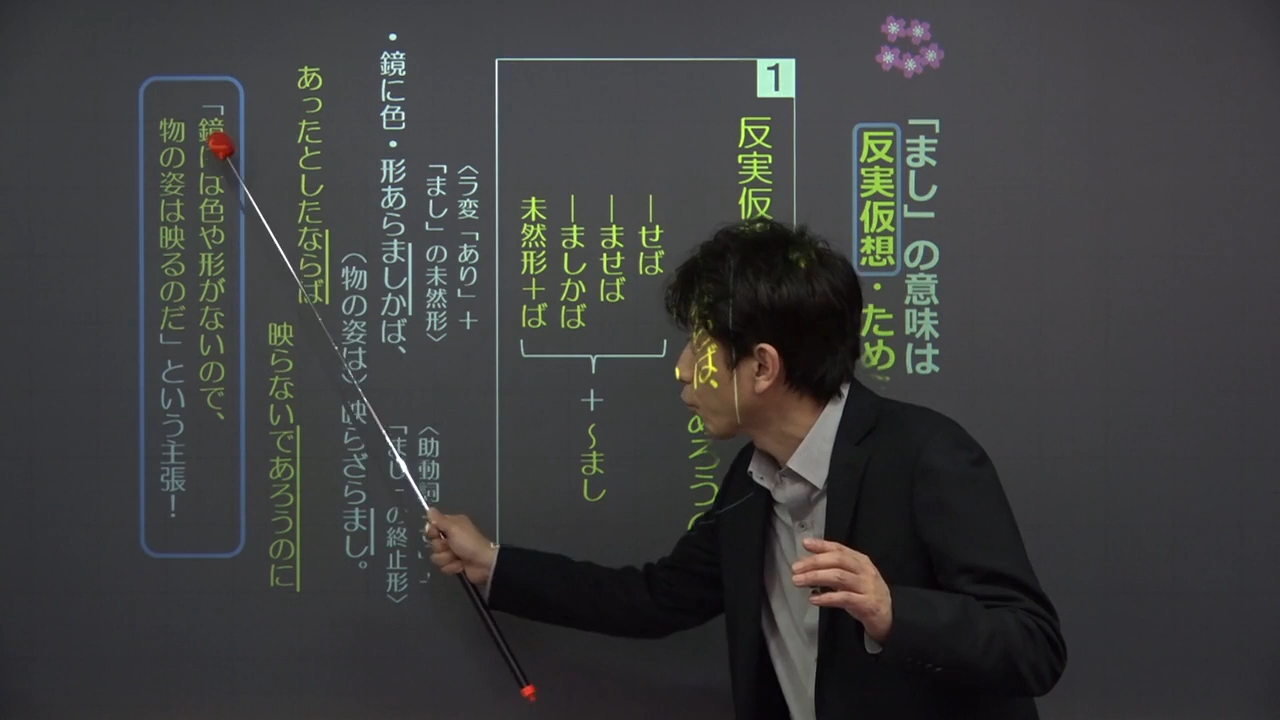 「まし」の意味は
反実仮想・ため
1
反実仮
―せば
―ませば
―ましかば
未然形+ば
+~まし
〈ラ変「あり」+
「まし」の未然形〉
・鏡に色・形あらましかば、
〈助動詞
「まし」の終止形〉
(物の姿は)映らざらまし。
あったとしたならば
映らないであろうのに
「鏡には色や形がないので、
物の姿は映るのだ」という主張!